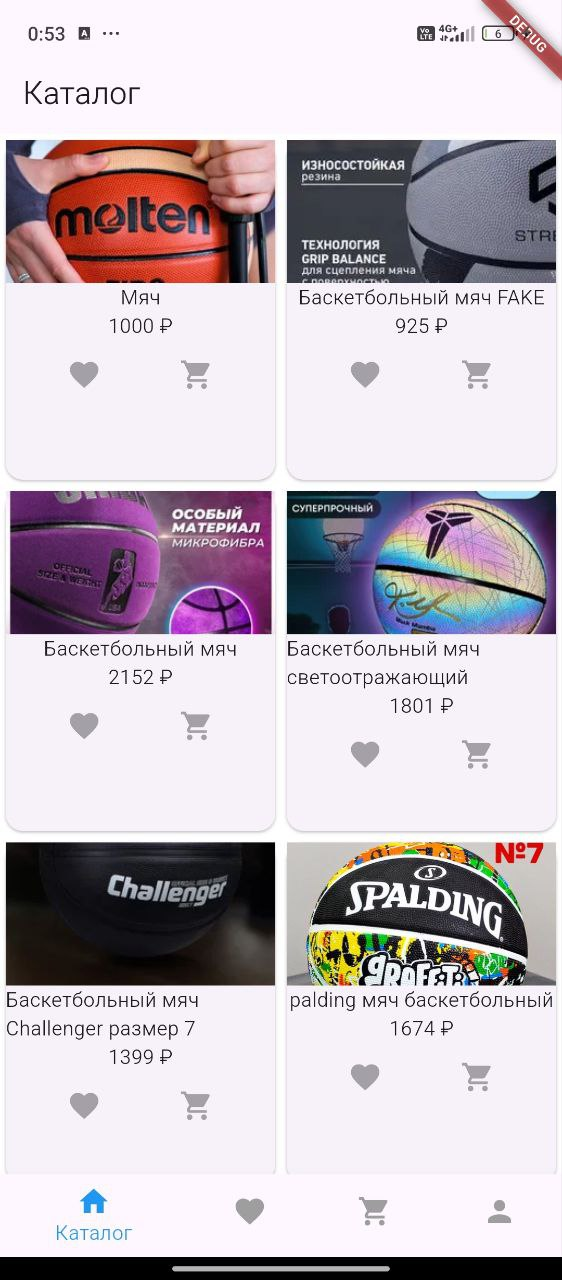 0:53
A
Vo
LTE
4G+
6
DEBUG
Каталог
molten
ИЗНОСОСТОЙКАЯ
резина
ТЕХНОЛОГИЯ
GRIP BALANCE
для сцепления мяча
с поверхностью
STRE
Мяч
1000 ₽
Баскетбольный мяч FAKE
925 ₽
OFFICIAL
SIZE & WEIGHT
ОСОБЫЙ
МАТЕРИАЛ
МИКРОФИБРА
СУПЕРПРОЧНЫЙ
Баскетбольный мяч
2152 ₽
Баскетбольный мяч
светоотражающий
1801 ₽
Challenger
№7
S
SPALDING
Баскетбольный мяч
Challenger размер 7
1399 ₽
palding мяч баскетбольный
1674 ₽
Каталог